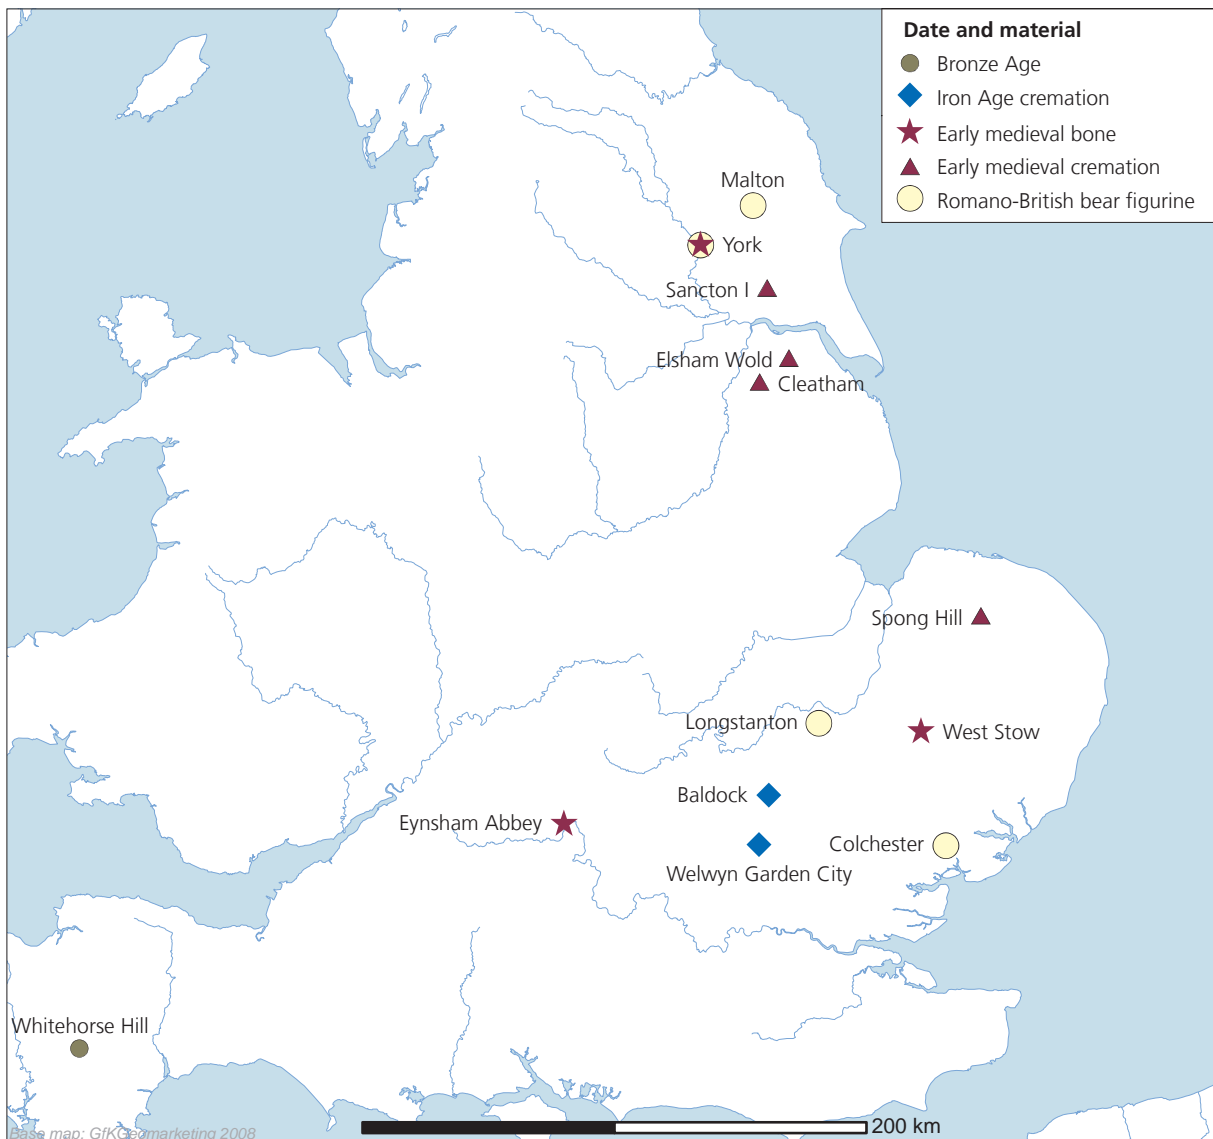 Date and material
Bronze Age
Iron Age cremation
Early medieval bone
Early medieval cremation
Romano-British bear figurine
Malton
York
Sancton I
Elsham Wold
Cleatham
Spong Hill
Longstanton
West Stow
Baldock
Eynsham Abbey
Colchester
Welwyn Garden City
Whitehorse Hill
200 km
Base map: GfKGeomarketing 2008